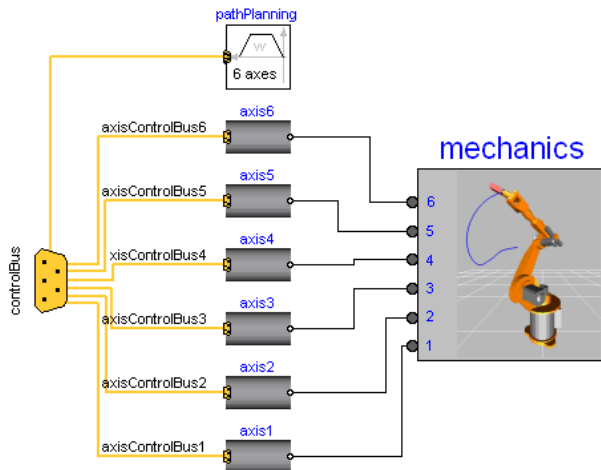 pathPlanning
W
6 axes
axis6
axisControlBus6
mechanics
axis5
axisControlBus5
6
5
axis4
xisControlBus4
4
controlBus
axis3
3
axisControlBus3
2
axis2
1
axisControlBus2
axis1
axisControlBus1